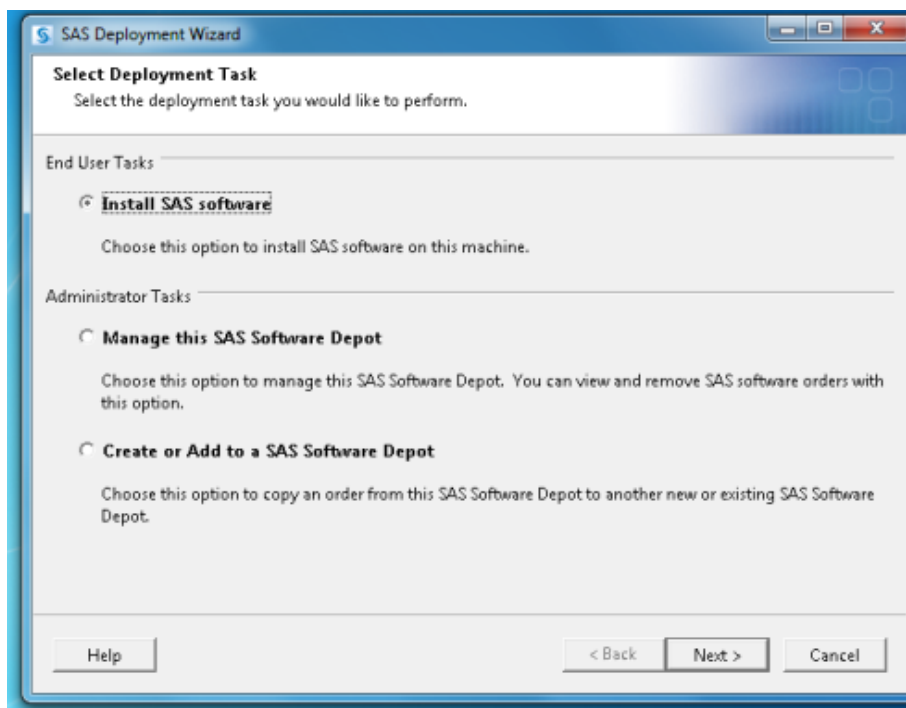 SAS Deployment Wizard
Select Deployment Task
Select the deployment task you would like to perform.
End User Tasks
Install SAS software
Choose this option to install SAS software on this machine.
Administrator Tasks
Manage this SAS Software Depot
Choose this option to manage this SAS Software Depot. You can view and remove SAS software orders with
this option.
Create or Add to a SAS Software Depot
Choose this option to copy an order from this SAS Software Depot to another new or existing SAS Software
Depot.
Help
< Back
Next >
Cancel